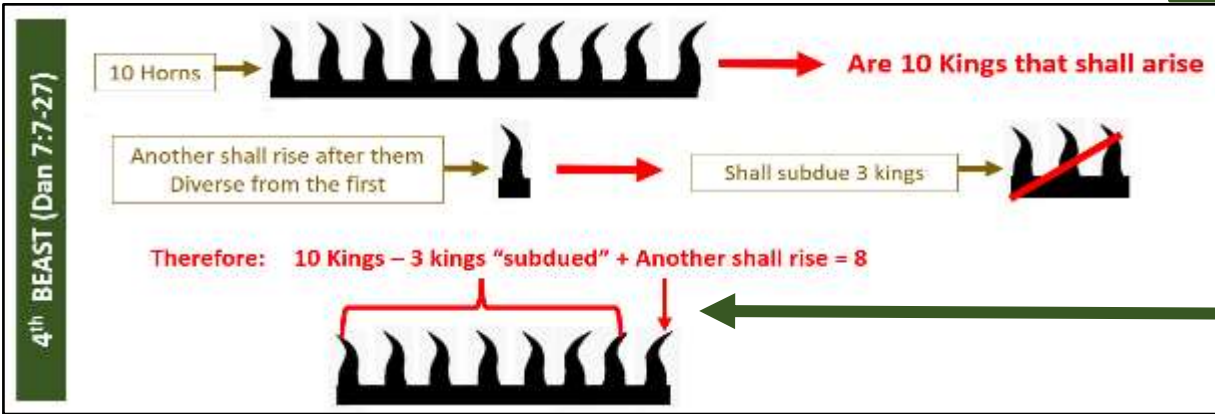 4th BEAST (Dan 7:7-27)
10 Horns
Are 10 Kings that shall arise
Another shall rise after them
Diverse from the first
Shall subdue 3 kings
Therefore: 10 Kings – 3 kings “subdued” + Another shall rise = 8